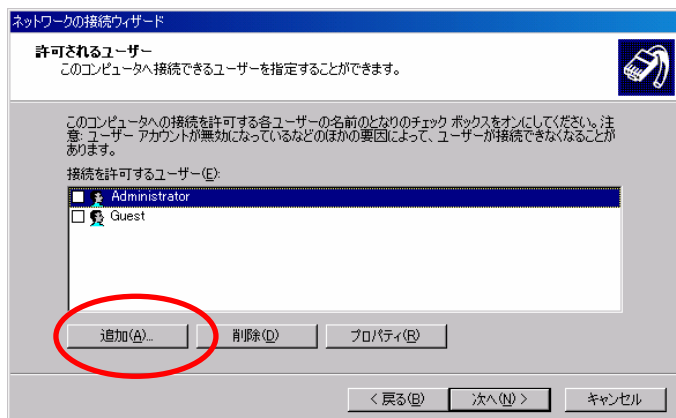 ネットワークの接続ウィザード
許可されるユーザー
このコンピュータへ接続できるユーザーを指定することができます。
このコンピュータへの接続を許可する各ユーザーの名前のとなりのチェック ボックスをオンにしてください。注
意: ユーザー アカウントが無効になっているなどのほかの要因によって、ユーザーが接続できなくなることが
あります。
接続を許可するユーザー(E):
Administrator
Guest
追加(A)... 削除(D) プロパティ(R)
< 戻る(B) 次へ(N) > キャンセル